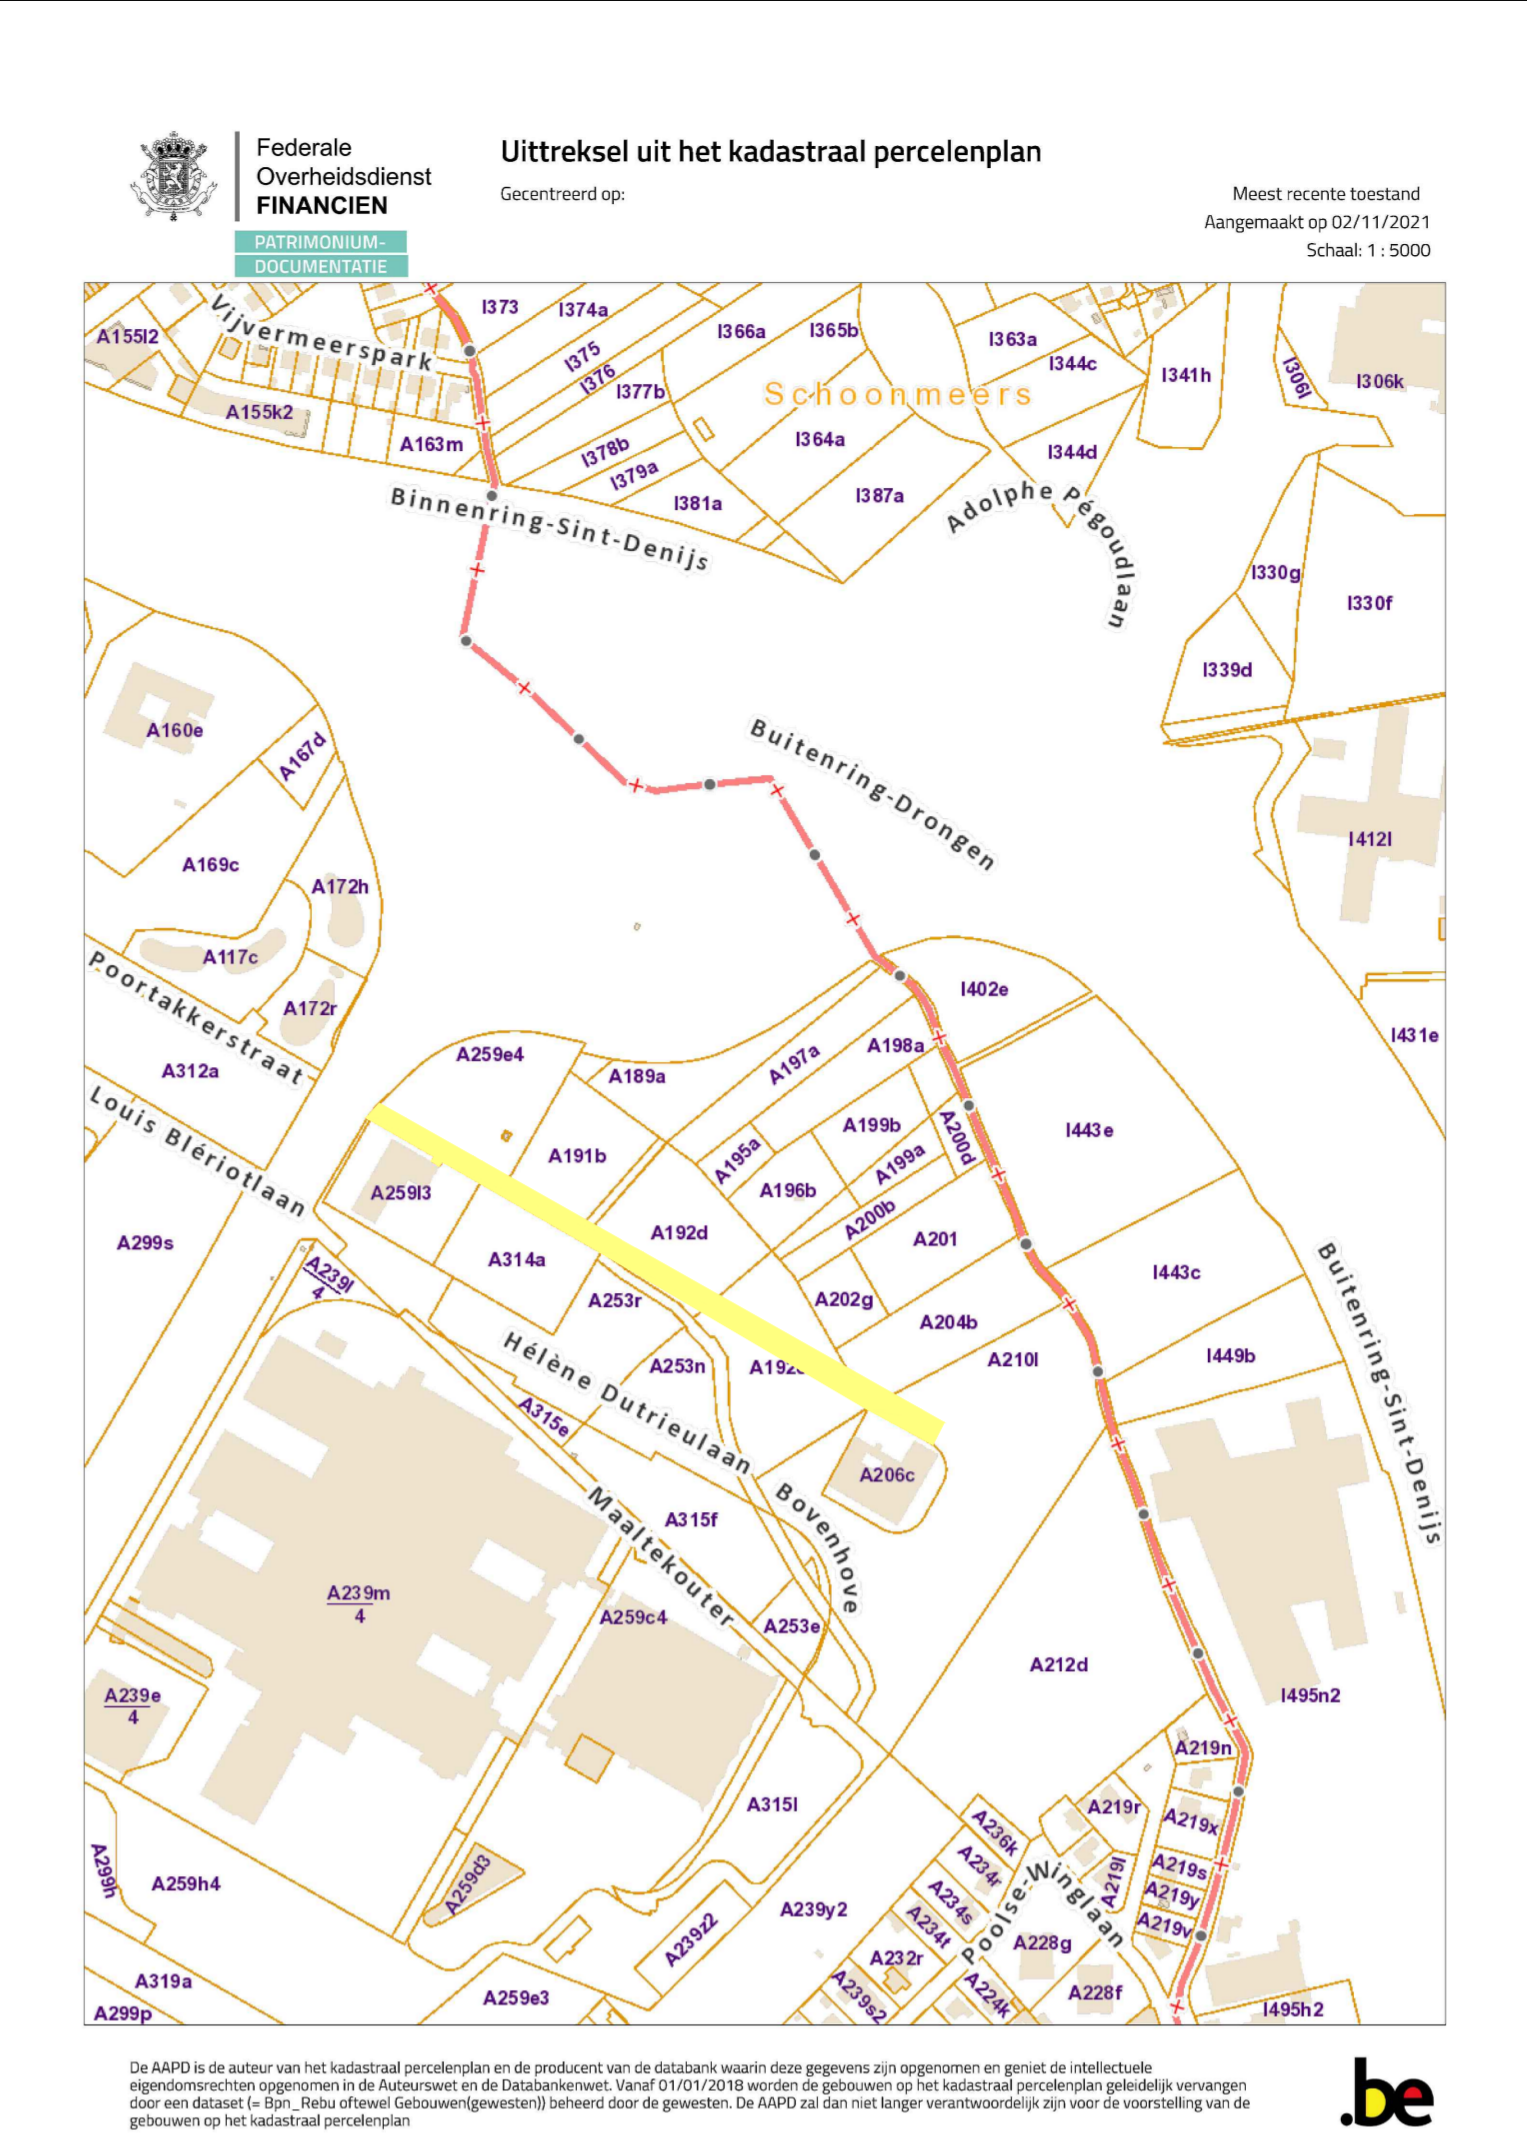 Federale
Overheidsdienst
FINANCIEN
PATRIMONIUM-
DOCUMENTATIE
Uittreksel uit het kadastraal percelenplan
Gecentreerd op:
Meest recente toestand
Aangemaakt op 02/11/2021
Schaal: 1 : 5000
A155l2
Vijvermeerspark
I373
I374a
I375
I376
I366a
I365b
I377b
Schoonmeers
I363a
I344c
I341h
I306l
I306k
A155k2
A163m
I378b
I379a
I364a
I344d
I381a
I387a
Binnenring-Sint-Denijs
Adolphe Pégoudlaan
I330g
I330f
I339d
A160e
A167d
Buitenring-Drongen
I412l
A169c
A172h
A117c
Poortakkerstraat
A172r
I402e
I431e
A312a
A259e4
A189a
A197a
A198a
Louis Blériotlaan
A199b
A200d
I443e
A191b
A195a
A199a
A259l3
A196b
A200b
A299s
A314a
A192d
A201
A239l
4
A253r
A202g
I443c
A204b
Buitenring-Sint-Denijs
Hélène Dutrieulaan
A253n
A210l
I449b
A315e
A206c
Maaltekouter
A315f
Bovenhove
A239m
4
A259c4
A253e
A212d
A239e
4
I495n2
A219n
A315l
A219r
A219x
A236k
A234r
A219l
A219s
A299h
A259h4
A259d3
A234s
A219y
A239z2
A239y2
A234t
Poolse-Winglaan
A219v
A228g
A232r
A319a
A239s2
A224k
A228f
A299p
A259e3
I495h2
De AAPD is de auteur van het kadastraal percelenplan en de producent van de databank waarin deze gegevens zijn opgenomen en geniet de intellectuele
eigendomsrechten opgenomen in de Auteurswet en de Databankenwet. Vanaf 01/01/2018 worden de gebouwen op het kadastraal percelenplan geleidelijk vervangen
door een dataset (= Bpn_Rebu oftewel Gebouwen(gewesten)) beheerd door de gewesten. De AAPD zal dan niet langer verantwoordelijk zijn voor de voorstelling van de
gebouwen op het kadastraal percelenplan
.be